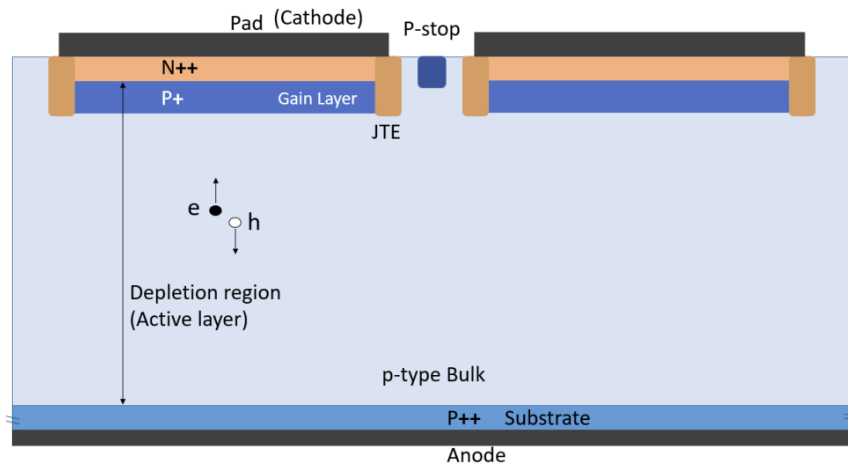 Pad (Cathode)
P-stop
N++
P+ Gain Layer
JTE
e
h
Depletion region
(Active layer)
p-type Bulk
P++ Substrate
Anode